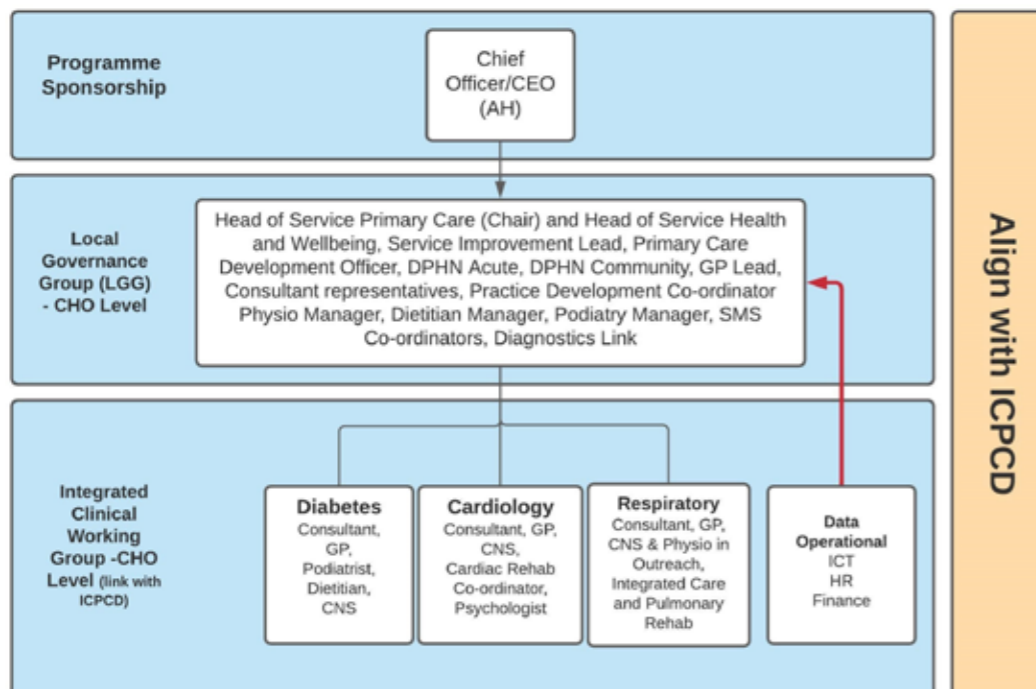 Programme
Sponsorship
Chief
Officer/CEO
(AH)
Local
Governance
Group (LGG)
- CHO Level
Head of Service Primary Care (Chair) and Head of Service Health
and Wellbeing, Service Improvement Lead, Primary Care
Development Officer, DPHN Acute, DPHN Community, GP Lead,
Consultant representatives, Practice Development Co-ordinator
Physio Manager, Dietitian Manager, Podiatry Manager, SMS
Co-ordinators, Diagnostics Link
Integrated
Clinical
Working
Group -CHO
Level (link with
ICPCD)
Diabetes
Consultant,
GP,
Podiatrist,
Dietitian,
CNS
Cardiology
Consultant, GP,
CNS,
Cardiac Rehab
Co-ordinator,
Psychologist
Respiratory
Consultant, GP,
CNS & Physio in
Outreach,
Integrated Care
and Pulmonary
Rehab
Data
Operational
ICT
HR
Finance
Align with ICPCD